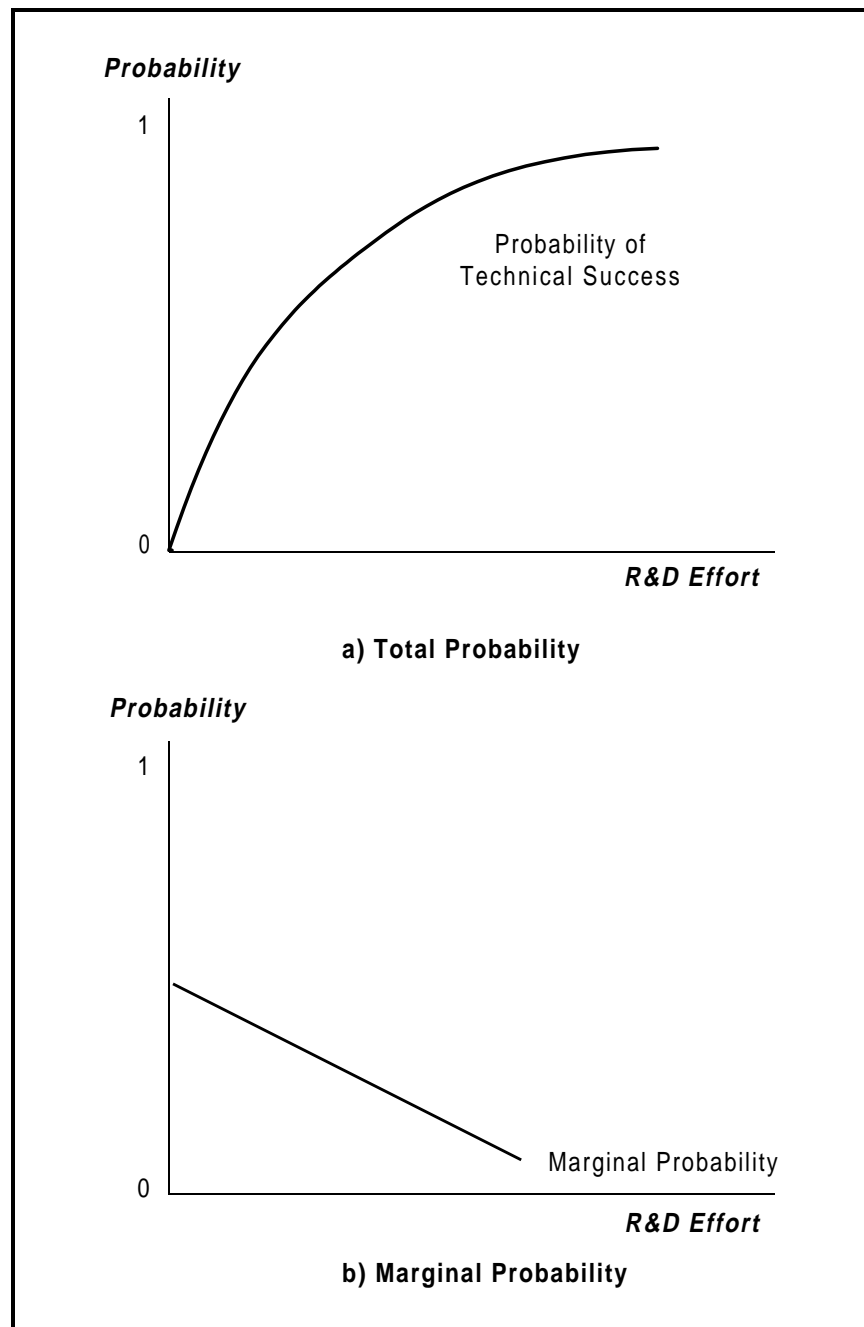 Probability
1
Probability of
Technical Success
0
R&D Effort
a) Total Probability
Probability
1
Marginal Probability
0
R&D Effort
b) Marginal Probability